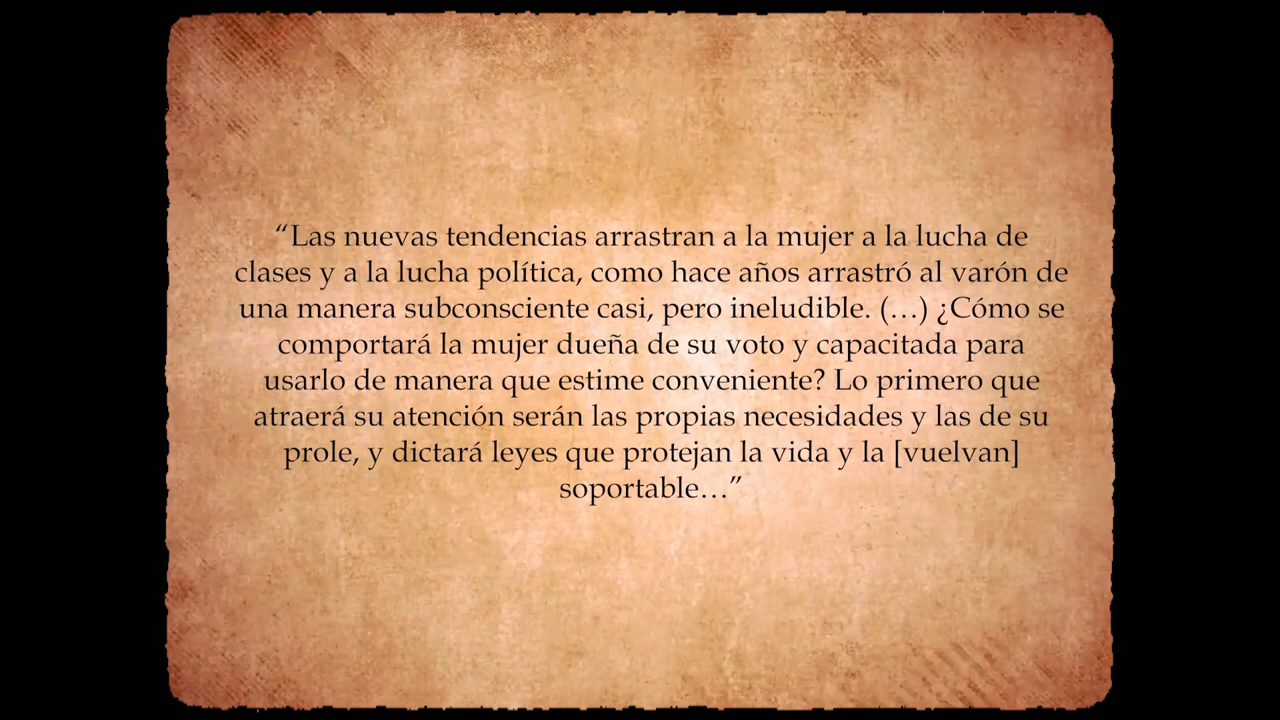 “Las nuevas tendencias arrastran a la mujer a la lucha de
clases y a la lucha política, como hace años arrastró al varón de
una manera subconsciente casi, pero ineludible. (…) ¿Cómo se
comportará la mujer dueña de su voto y capacitada para
usarlo de manera que estime conveniente? Lo primero que
atraerá su atención serán las propias necesidades y las de su
prole, y dictará leyes que protejan la vida y la [vuelvan]
soportable…”